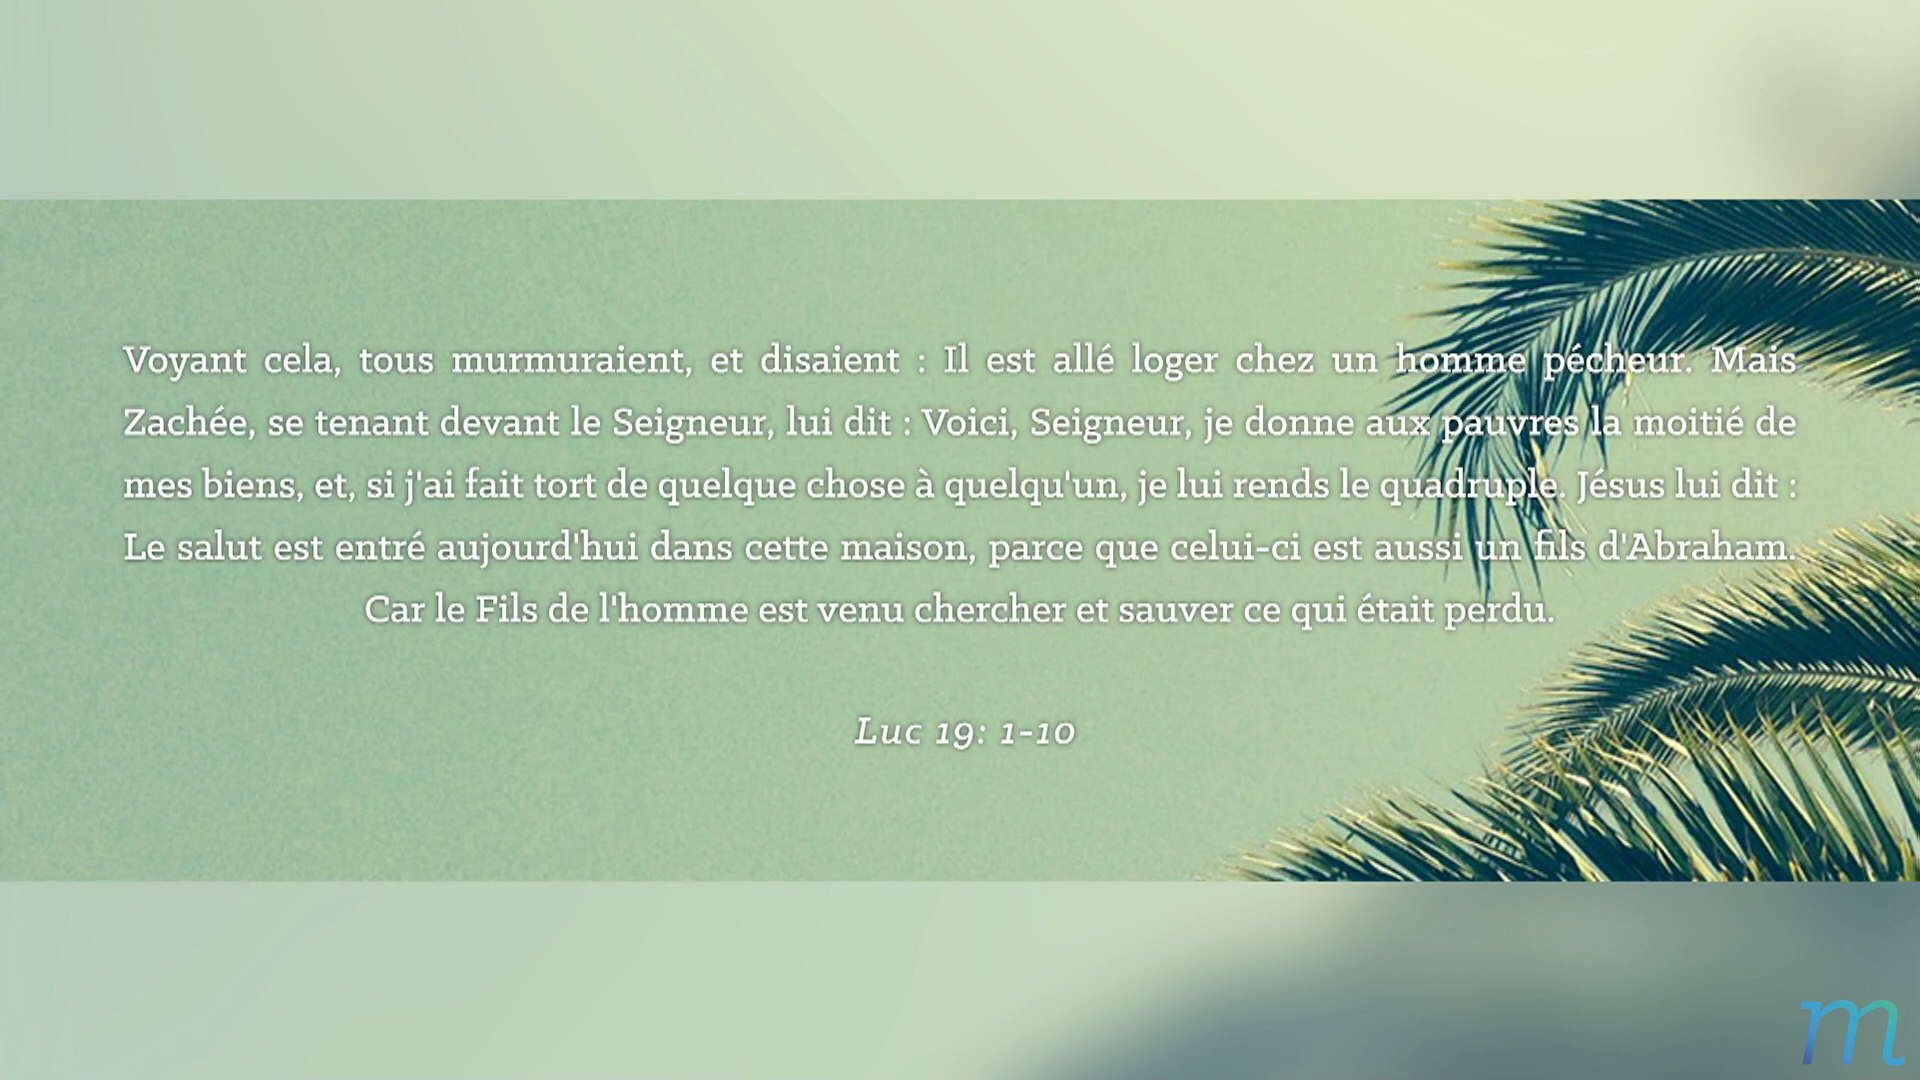 Voyant cela, tous murmuraient, et disaient : Il est allé loger chez un homme pécheur. Mais
Zachée, se tenant devant le Seigneur, lui dit : Voici, Seigneur, je donne aux pauvres la moitié de
mes biens, et, si j'ai fait tort de quelque chose à quelqu'un, je lui rends le quadruple. Jésus lui dit :
Le salut est entré aujourd'hui dans cette maison, parce que celui-ci est aussi un fils d'Abraham.
Car le Fils de l'homme est venu chercher et sauver ce qui était perdu.
Luc 19: 1-10
m